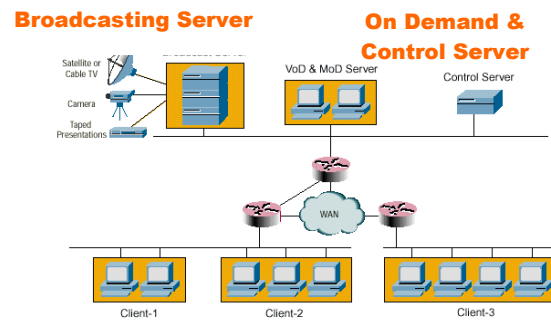 Broadcasting Server
On Demand &
Control Server
Satellite or
Cable TV
VoD & MoD Server
Control Server
Camera
Taped
Presentations
WAN
Client-1
Client-2
Client-3